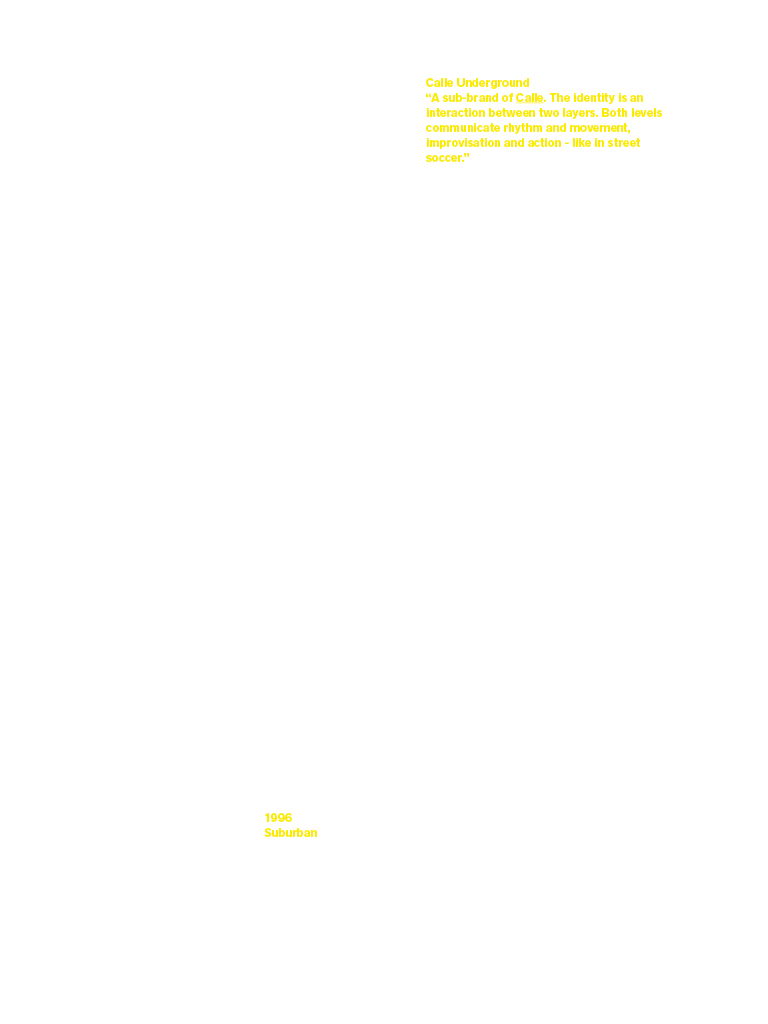 Calle Underground
“A sub-brand of Calle. The identity is an
interaction between two layers. Both levels
communicate rhythm and movement,
improvisation and action - like in street
soccer.”
1996
Suburban